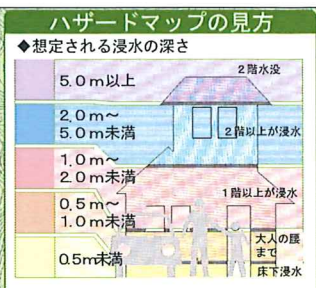 ハザードマップの見方
◆想定される浸水の深さ
5.0m以上
2階水没
2.0m～
5.0m未満
2階以上が浸水
1.0m～
2.0m未満
1階以上が浸水
0.5m～
1.0m未満
大人の腰
まで
0.5m未満
床下浸水